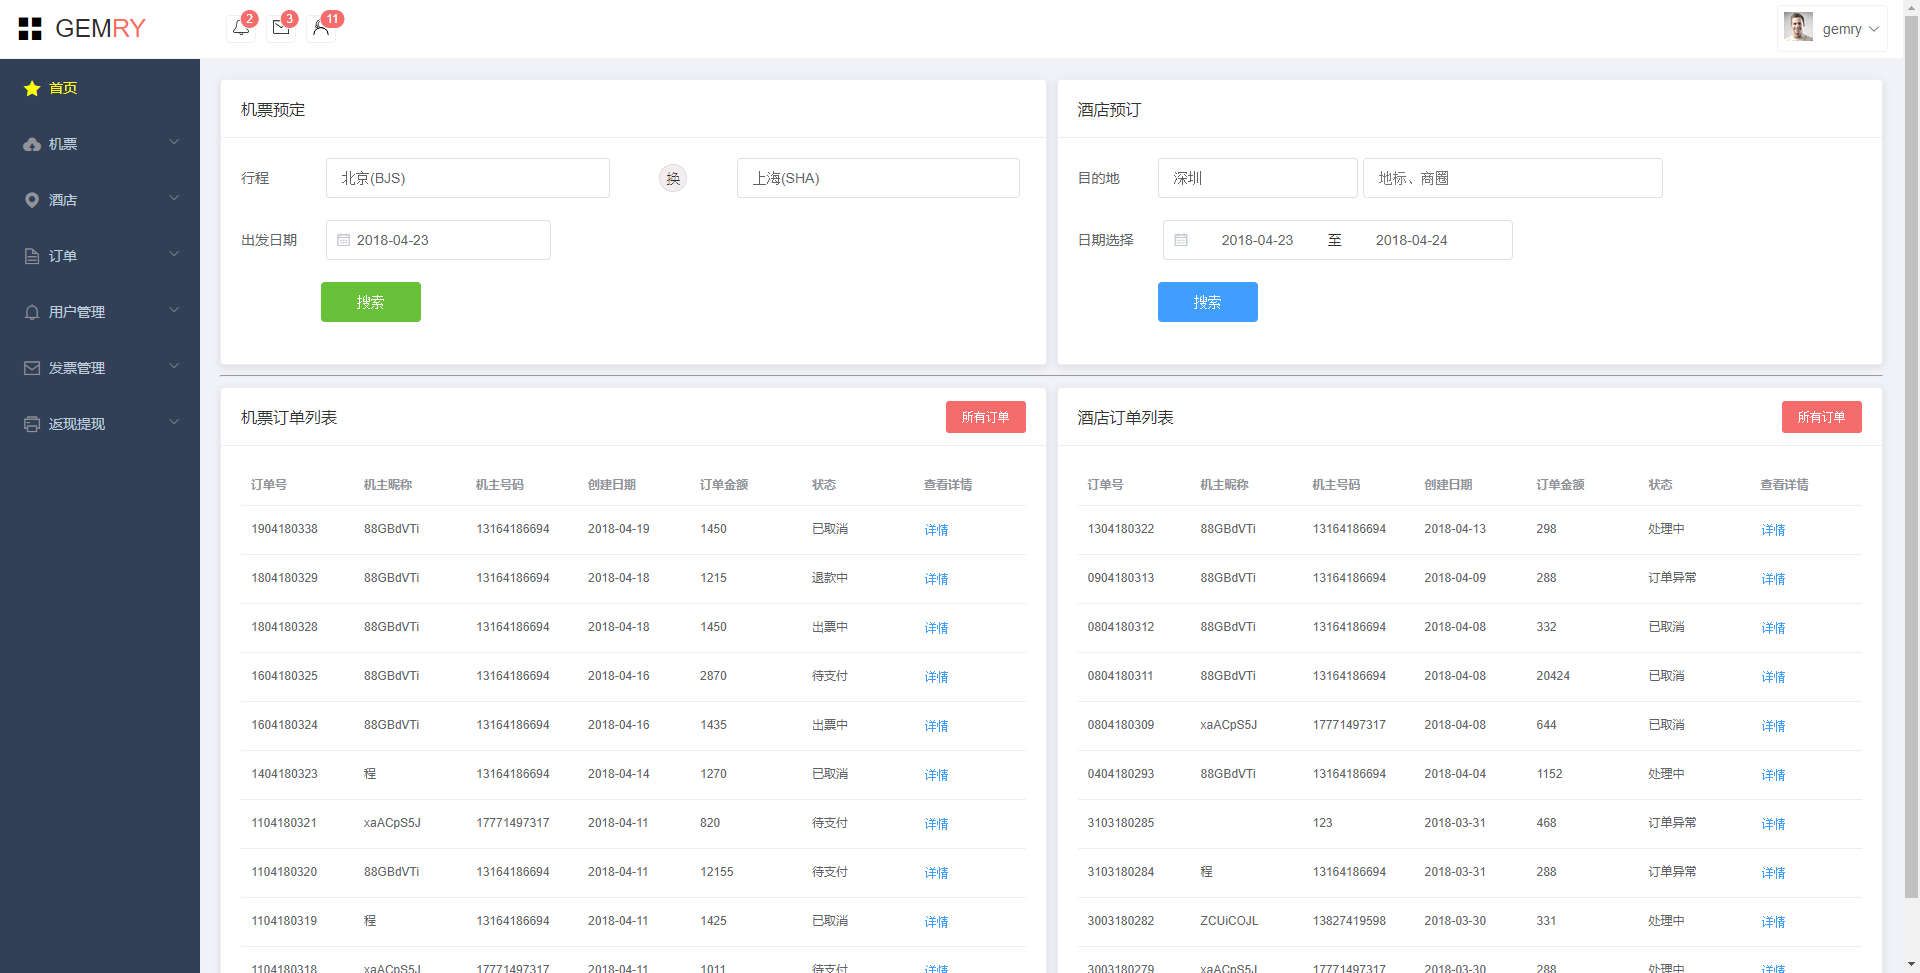 GEMRY
2
3
11
gemry
首页
机票
酒店
订单
用户管理
发票管理
返现提现
机票预定
行程 北京(BJS) 换 上海(SHA)
出发日期 2018-04-23
搜索
酒店预订
目的地 深圳 地标、商圈
日期选择 2018-04-23 至 2018-04-24
搜索
机票订单列表 所有订单
订单号 机主昵称 机主号码 创建日期 订单金额 状态 查看详情
1904180338 88GBdVTi 13164186694 2018-04-19 1450 已取消 详情
1804180329 88GBdVTi 13164186694 2018-04-18 1215 退款中 详情
1804180328 88GBdVTi 13164186694 2018-04-18 1450 出票中 详情
1604180325 88GBdVTi 13164186694 2018-04-16 2870 待支付 详情
1604180324 88GBdVTi 13164186694 2018-04-16 1435 出票中 详情
1404180323 程 13164186694 2018-04-14 1270 已取消 详情
1104180321 xaACpS5J 17771497317 2018-04-11 820 待支付 详情
1104180320 88GBdVTi 13164186694 2018-04-11 12155 待支付 详情
1104180319 程 13164186694 2018-04-11 1425 已取消 详情
1104180318 xaACpS5J 17771497317 2018-04-11 1011 待支付 详情
酒店订单列表 所有订单
订单号 机主昵称 机主号码 创建日期 订单金额 状态 查看详情
1304180322 88GBdVTi 13164186694 2018-04-13 298 处理中 详情
0904180313 88GBdVTi 13164186694 2018-04-09 288 订单异常 详情
0804180312 88GBdVTi 13164186694 2018-04-08 332 已取消 详情
0804180311 88GBdVTi 13164186694 2018-04-08 20424 已取消 详情
0804180309 xaACpS5J 17771497317 2018-04-08 644 已取消 详情
0404180293 88GBdVTi 13164186694 2018-04-04 1152 处理中 详情
3103180285 123 2018-03-31 468 订单异常 详情
3103180284 程 13164186694 2018-03-31 288 订单异常 详情
3003180282 ZCUiCOJL 13827419598 2018-03-30 331 处理中 详情
3003180279 xaACpS5J 17771497317 2018-03-30 288 处理中 详情